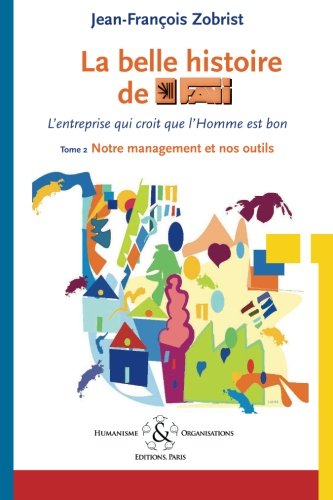 Jean-François Zobrist
La belle histoire
de FAVI
L'entreprise qui croit que l'Homme est bon
Tome 2 Notre management et nos outils
Humanisme & Organisations
Editions, Paris